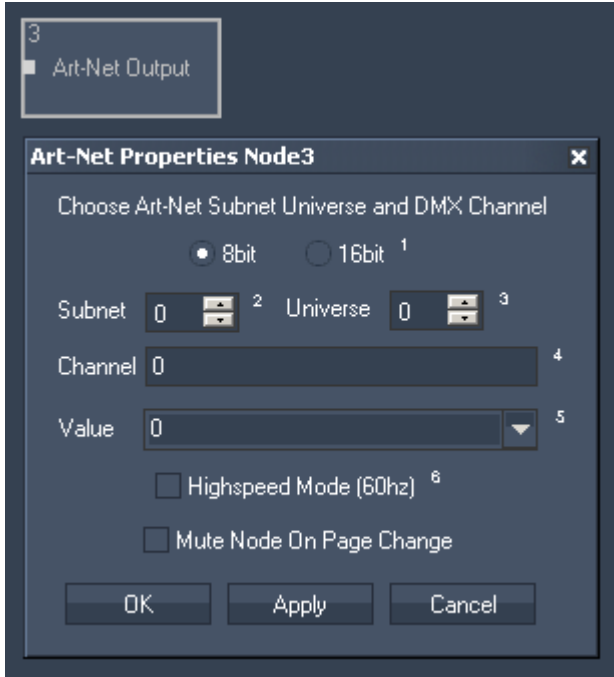 3
Art-Net Output
Art-Net Properties Node3
Choose Art-Net Subnet Universe and DMX Channel
8bit 16bit 1
Subnet 0 2 Universe 0 3
Channel 0 4
Value 0 5
Highspeed Mode (60hz) 6
Mute Node On Page Change
OK Apply Cancel